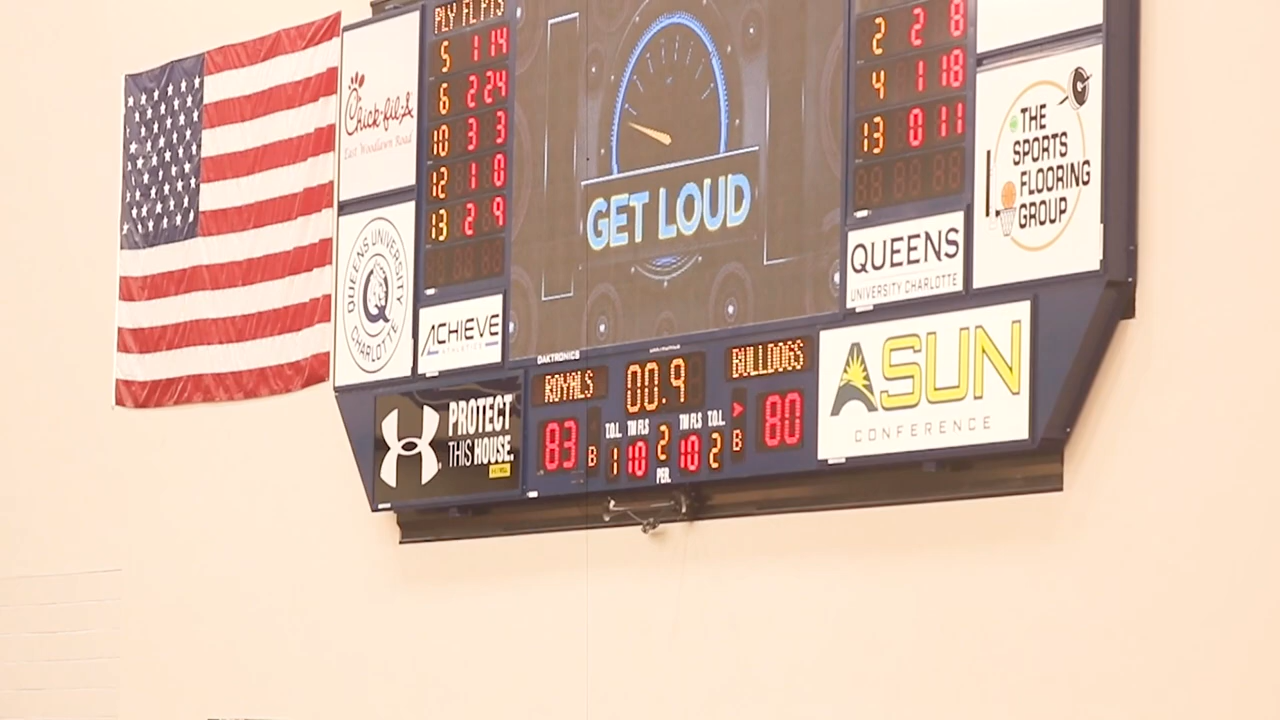 PLY FL PTS
5 1 14
6 2 24
10 3 3
12 1 0
13 2 9
2 2 8
4 1 18
13 0 11
Chick-fil-A
East Woodlawn Road
QUEENS UNIVERSITY
Q
CHARLOTTE
ACHIEVE
ATHLETICS
GET LOUD
QUEENS
UNIVERSITY CHARLOTTE
THE
SPORTS
FLOORING
GROUP
PROTECT
THIS HOUSE.
DAKTRONICS
ROYALS 00.9 BULLDOGS
83 80
T.O.L. TM FLS TM FLS T.O.L.
B 1 10 2 10 2 B
PER.
ASUN
CONFERENCE